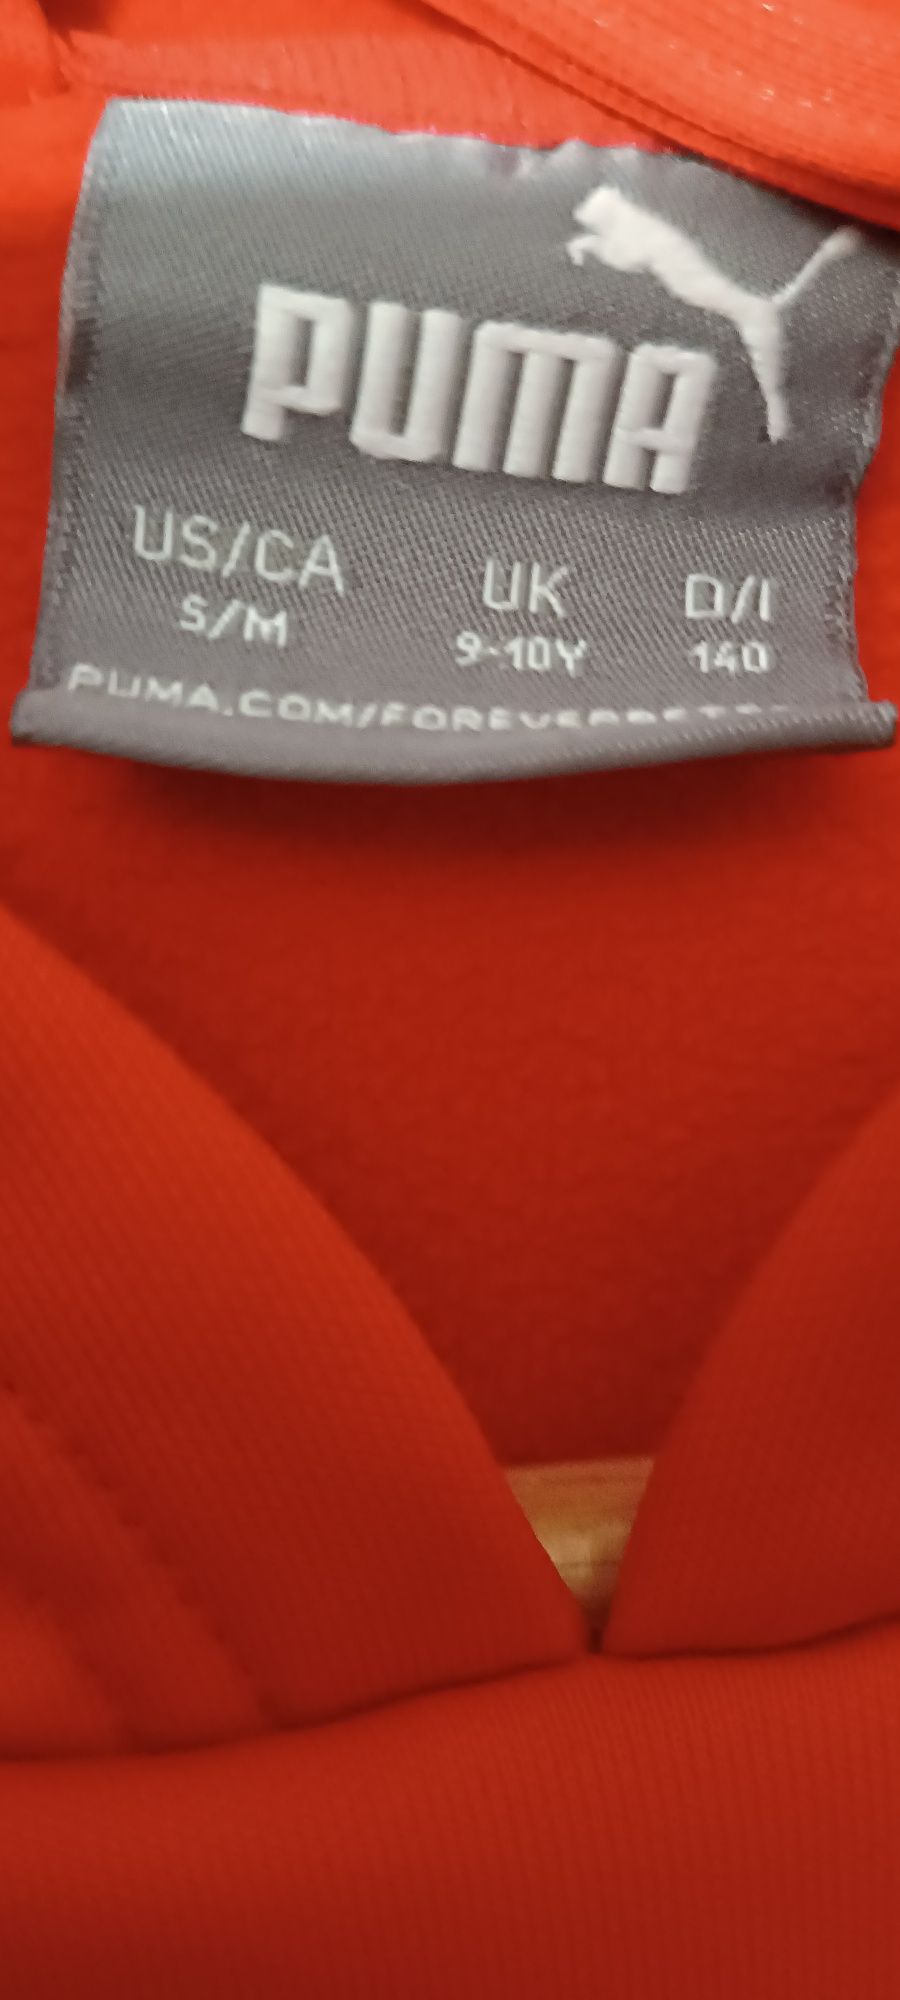 PUMA
US/CA UK D/I
S/M 9-10Y 140